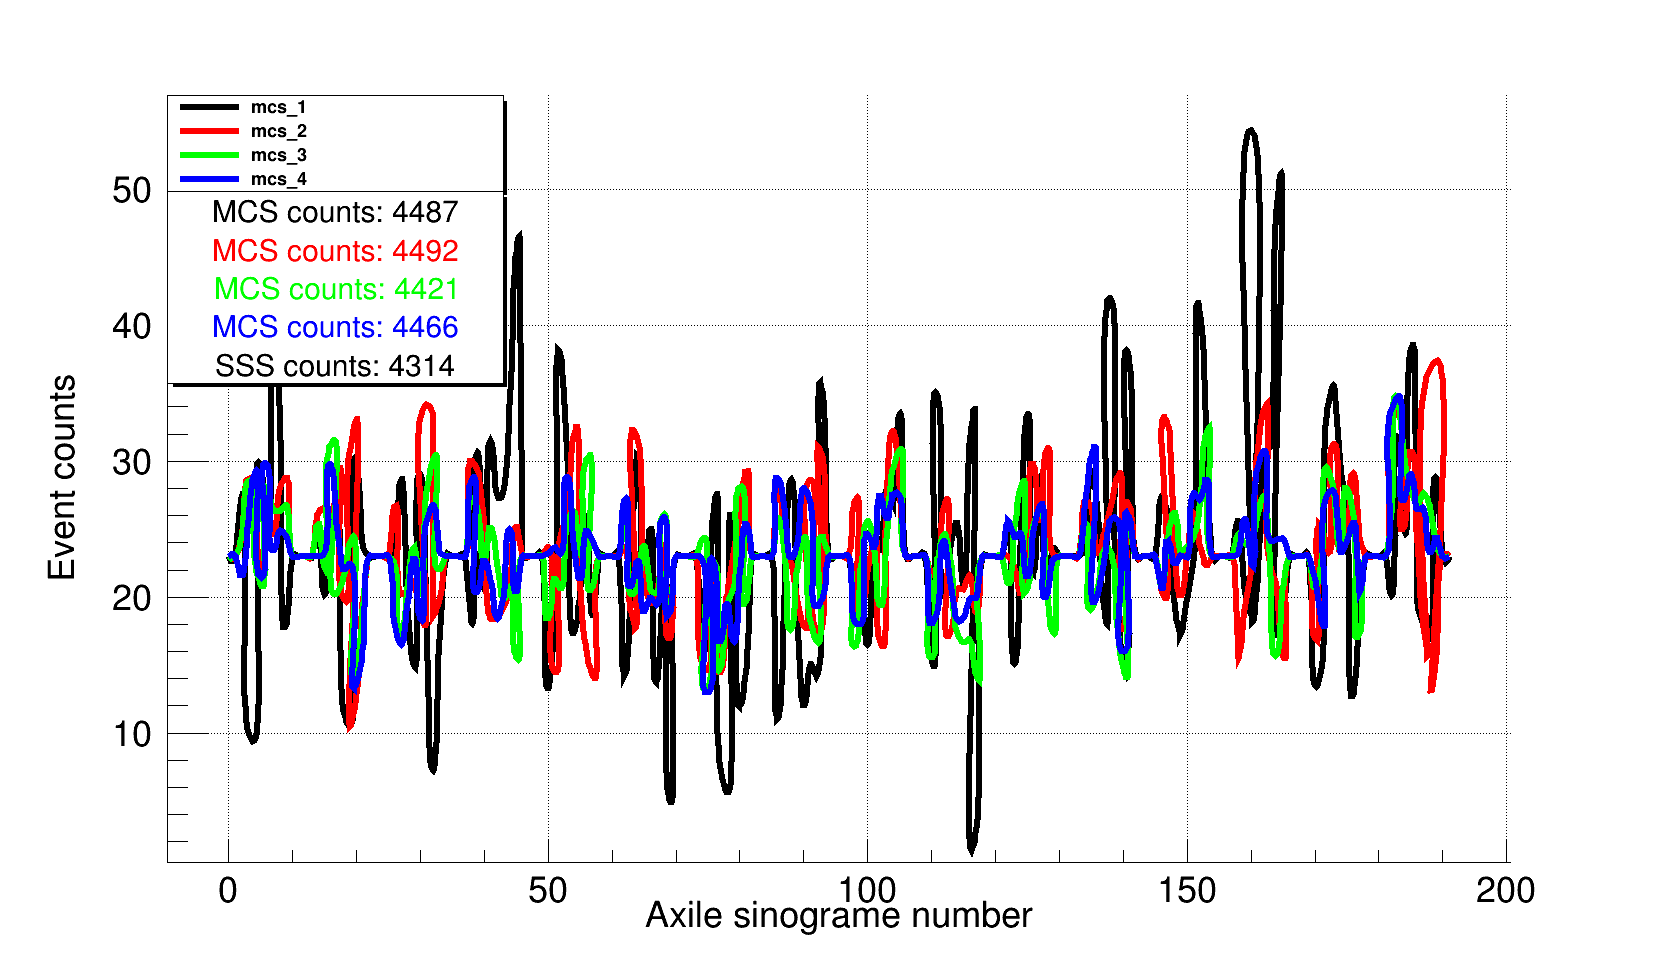 mcs_1
mcs_2
mcs_3
mcs_4
MCS counts: 4487
MCS counts: 4492
MCS counts: 4421
MCS counts: 4466
SSS counts: 4314
50
40
30
20
10
Event counts
0 50 100 150 200
Axile sinograme number